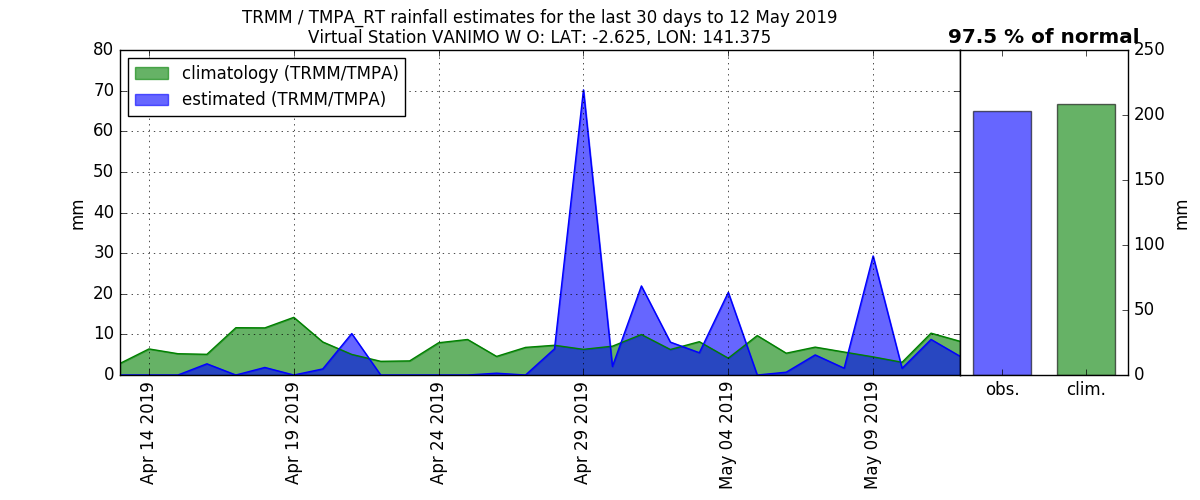 TRMM / TMPA_RT rainfall estimates for the last 30 days to 12 May 2019
Virtual Station VANIMO W O: LAT: -2.625, LON: 141.375
97.5 % of normal
climatology (TRMM/TMPA)
estimated (TRMM/TMPA)
80
70
60
50
40
30
20
10
0
mm
Apr 14 2019
Apr 19 2019
Apr 24 2019
Apr 29 2019
May 04 2019
May 09 2019
250
200
150
100
50
0
mm
obs.
clim.